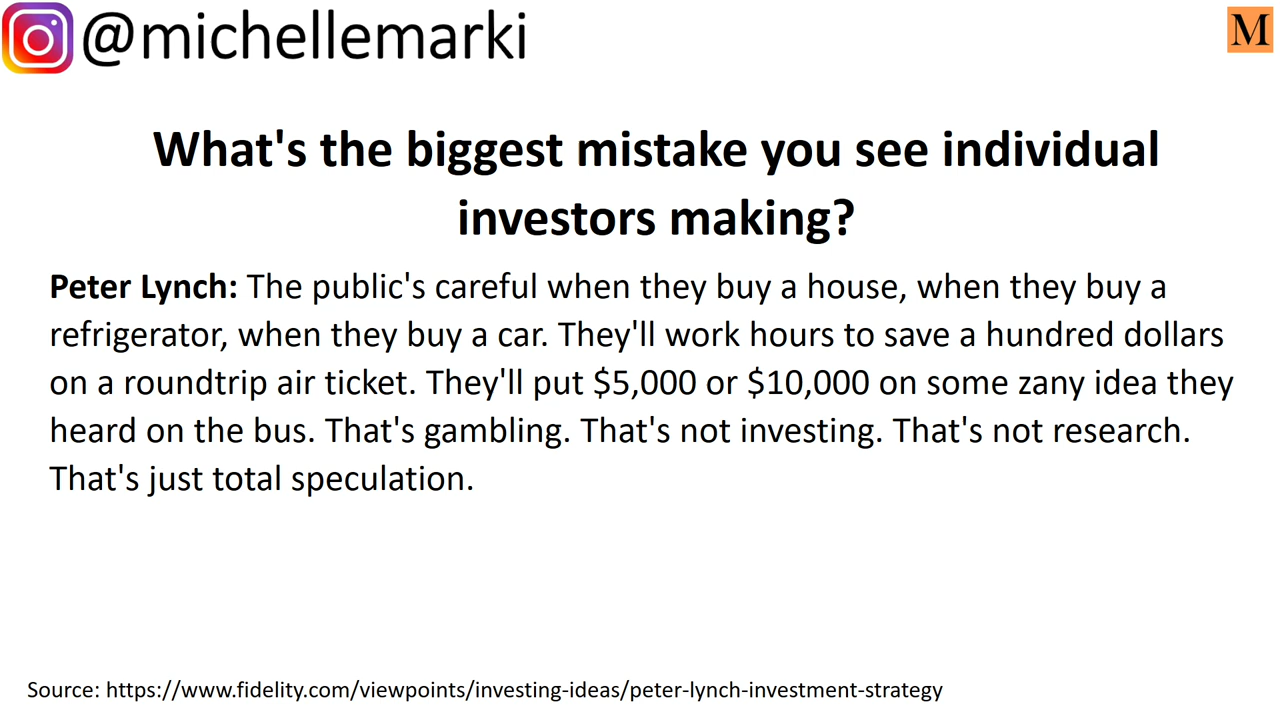 @michellemarki
M
What's the biggest mistake you see individual
investors making?
Peter Lynch: The public's careful when they buy a house, when they buy a
refrigerator, when they buy a car. They'll work hours to save a hundred dollars
on a roundtrip air ticket. They'll put $5,000 or $10,000 on some zany idea they
heard on the bus. That's gambling. That's not investing. That's not research.
That's just total speculation.
Source: https://www.fidelity.com/viewpoints/investing-ideas/peter-lynch-investment-strategy